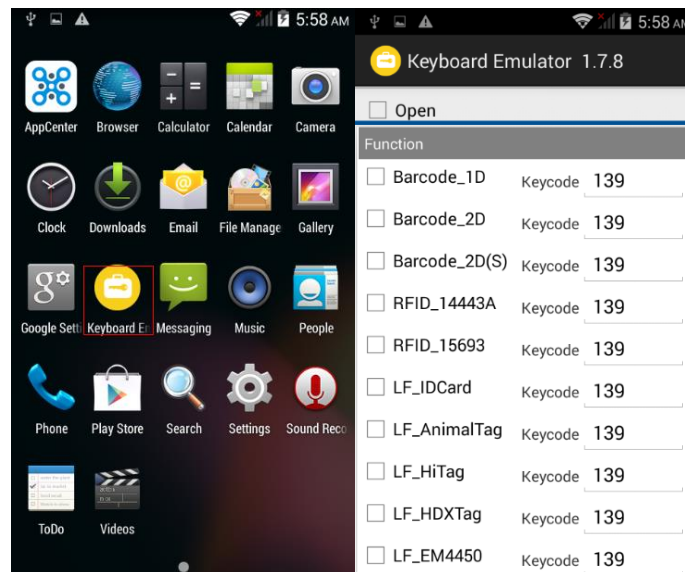 5:58 AM
AppCenter Browser Calculator Calendar Camera
Clock Downloads Email File Manage Gallery
Google Setti Keyboard En Messaging Music People
Phone Play Store Search Settings Sound Reco
ToDo Videos
5:58 AM
Keyboard Emulator 1.7.8
Open
Function
Barcode_1D Keycode 139
Barcode_2D Keycode 139
Barcode_2D(S) Keycode 139
RFID_14443A Keycode 139
RFID_15693 Keycode 139
LF_IDCard Keycode 139
LF_AnimalTag Keycode 139
LF_HiTag Keycode 139
LF_HDXTag Keycode 139
LF_EM4450 Keycode 139